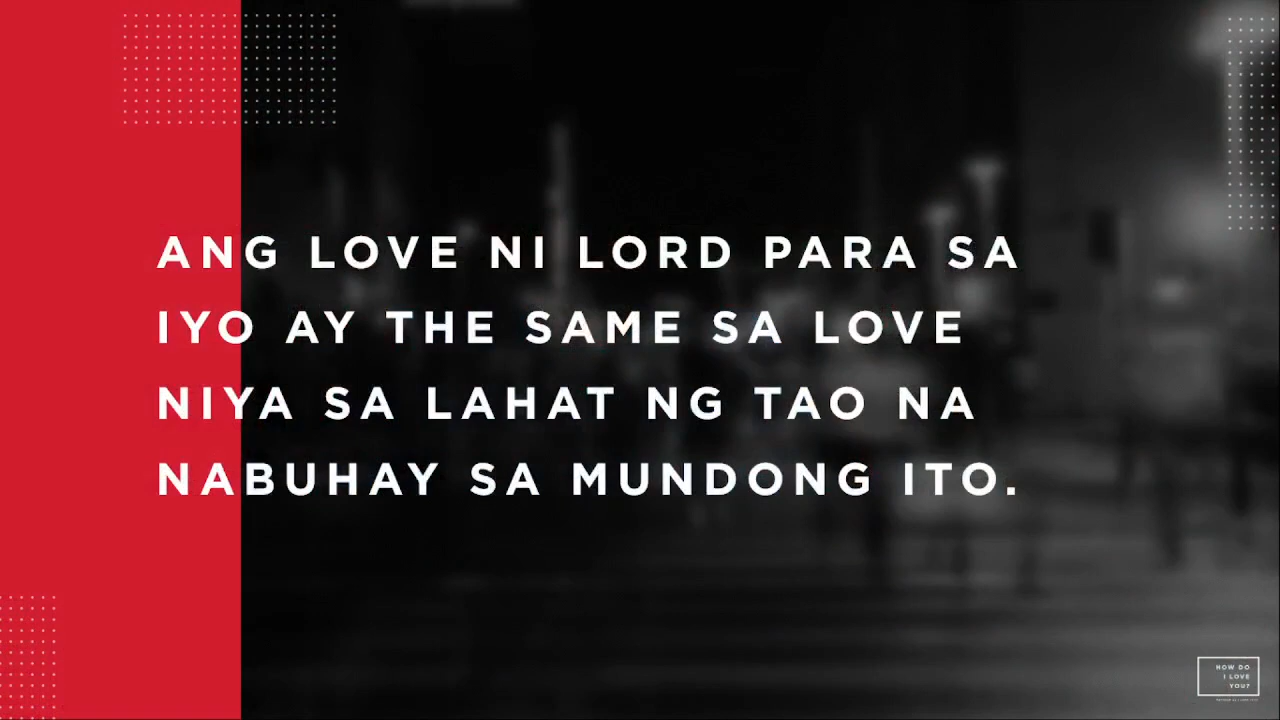 ANG LOVE NI LORD PARA SA
IYO AY THE SAME SA LOVE
NIYA SA LAHAT NG TAO NA
NABUHAY SA MUNDONG ITO.
HOW DO
I LOVE
YOU?